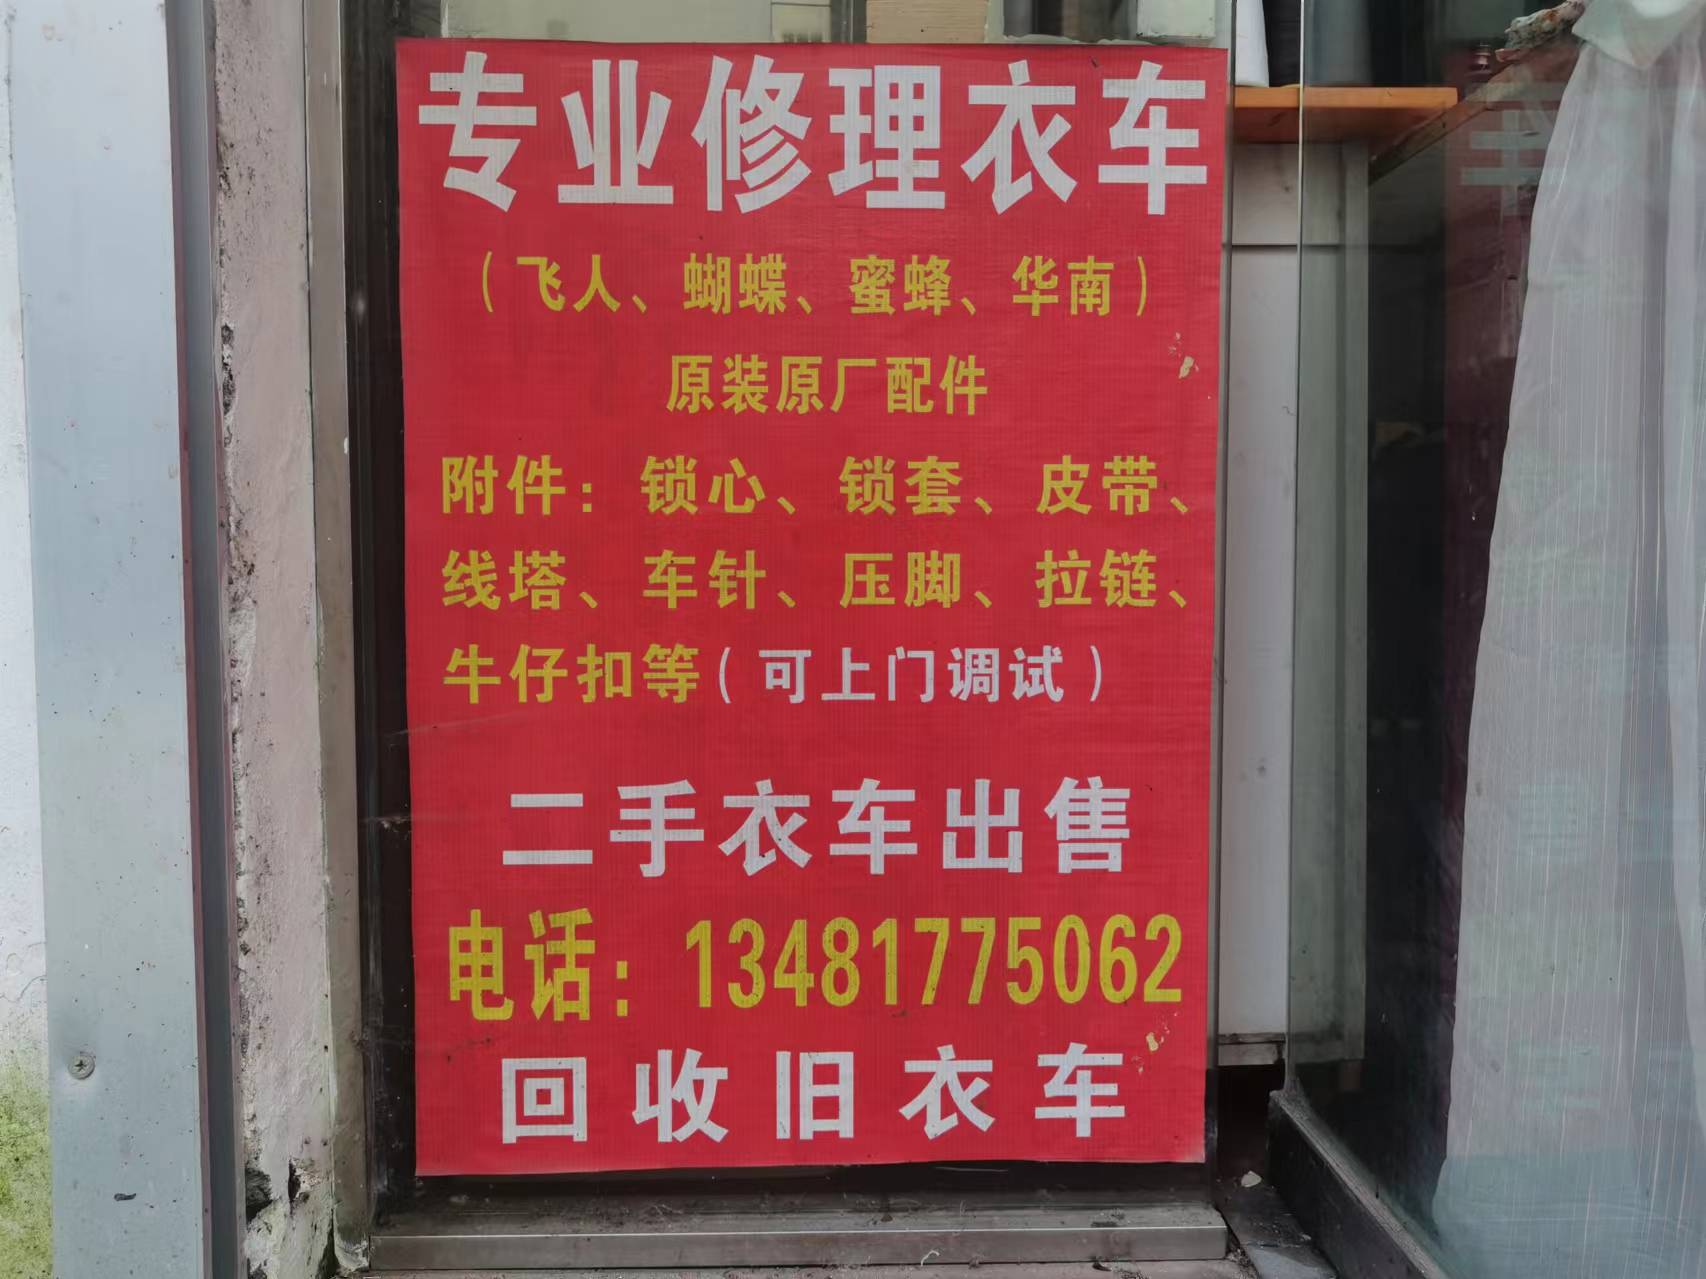 专业修理衣车
（飞人、蝴蝶、蜜蜂、华南）
原装原厂配件
附件：锁心、锁套、皮带、
线塔、车针、压脚、拉链、
牛仔扣等（可上门调试）
二手衣车出售
电话：13481775062
回收旧衣车